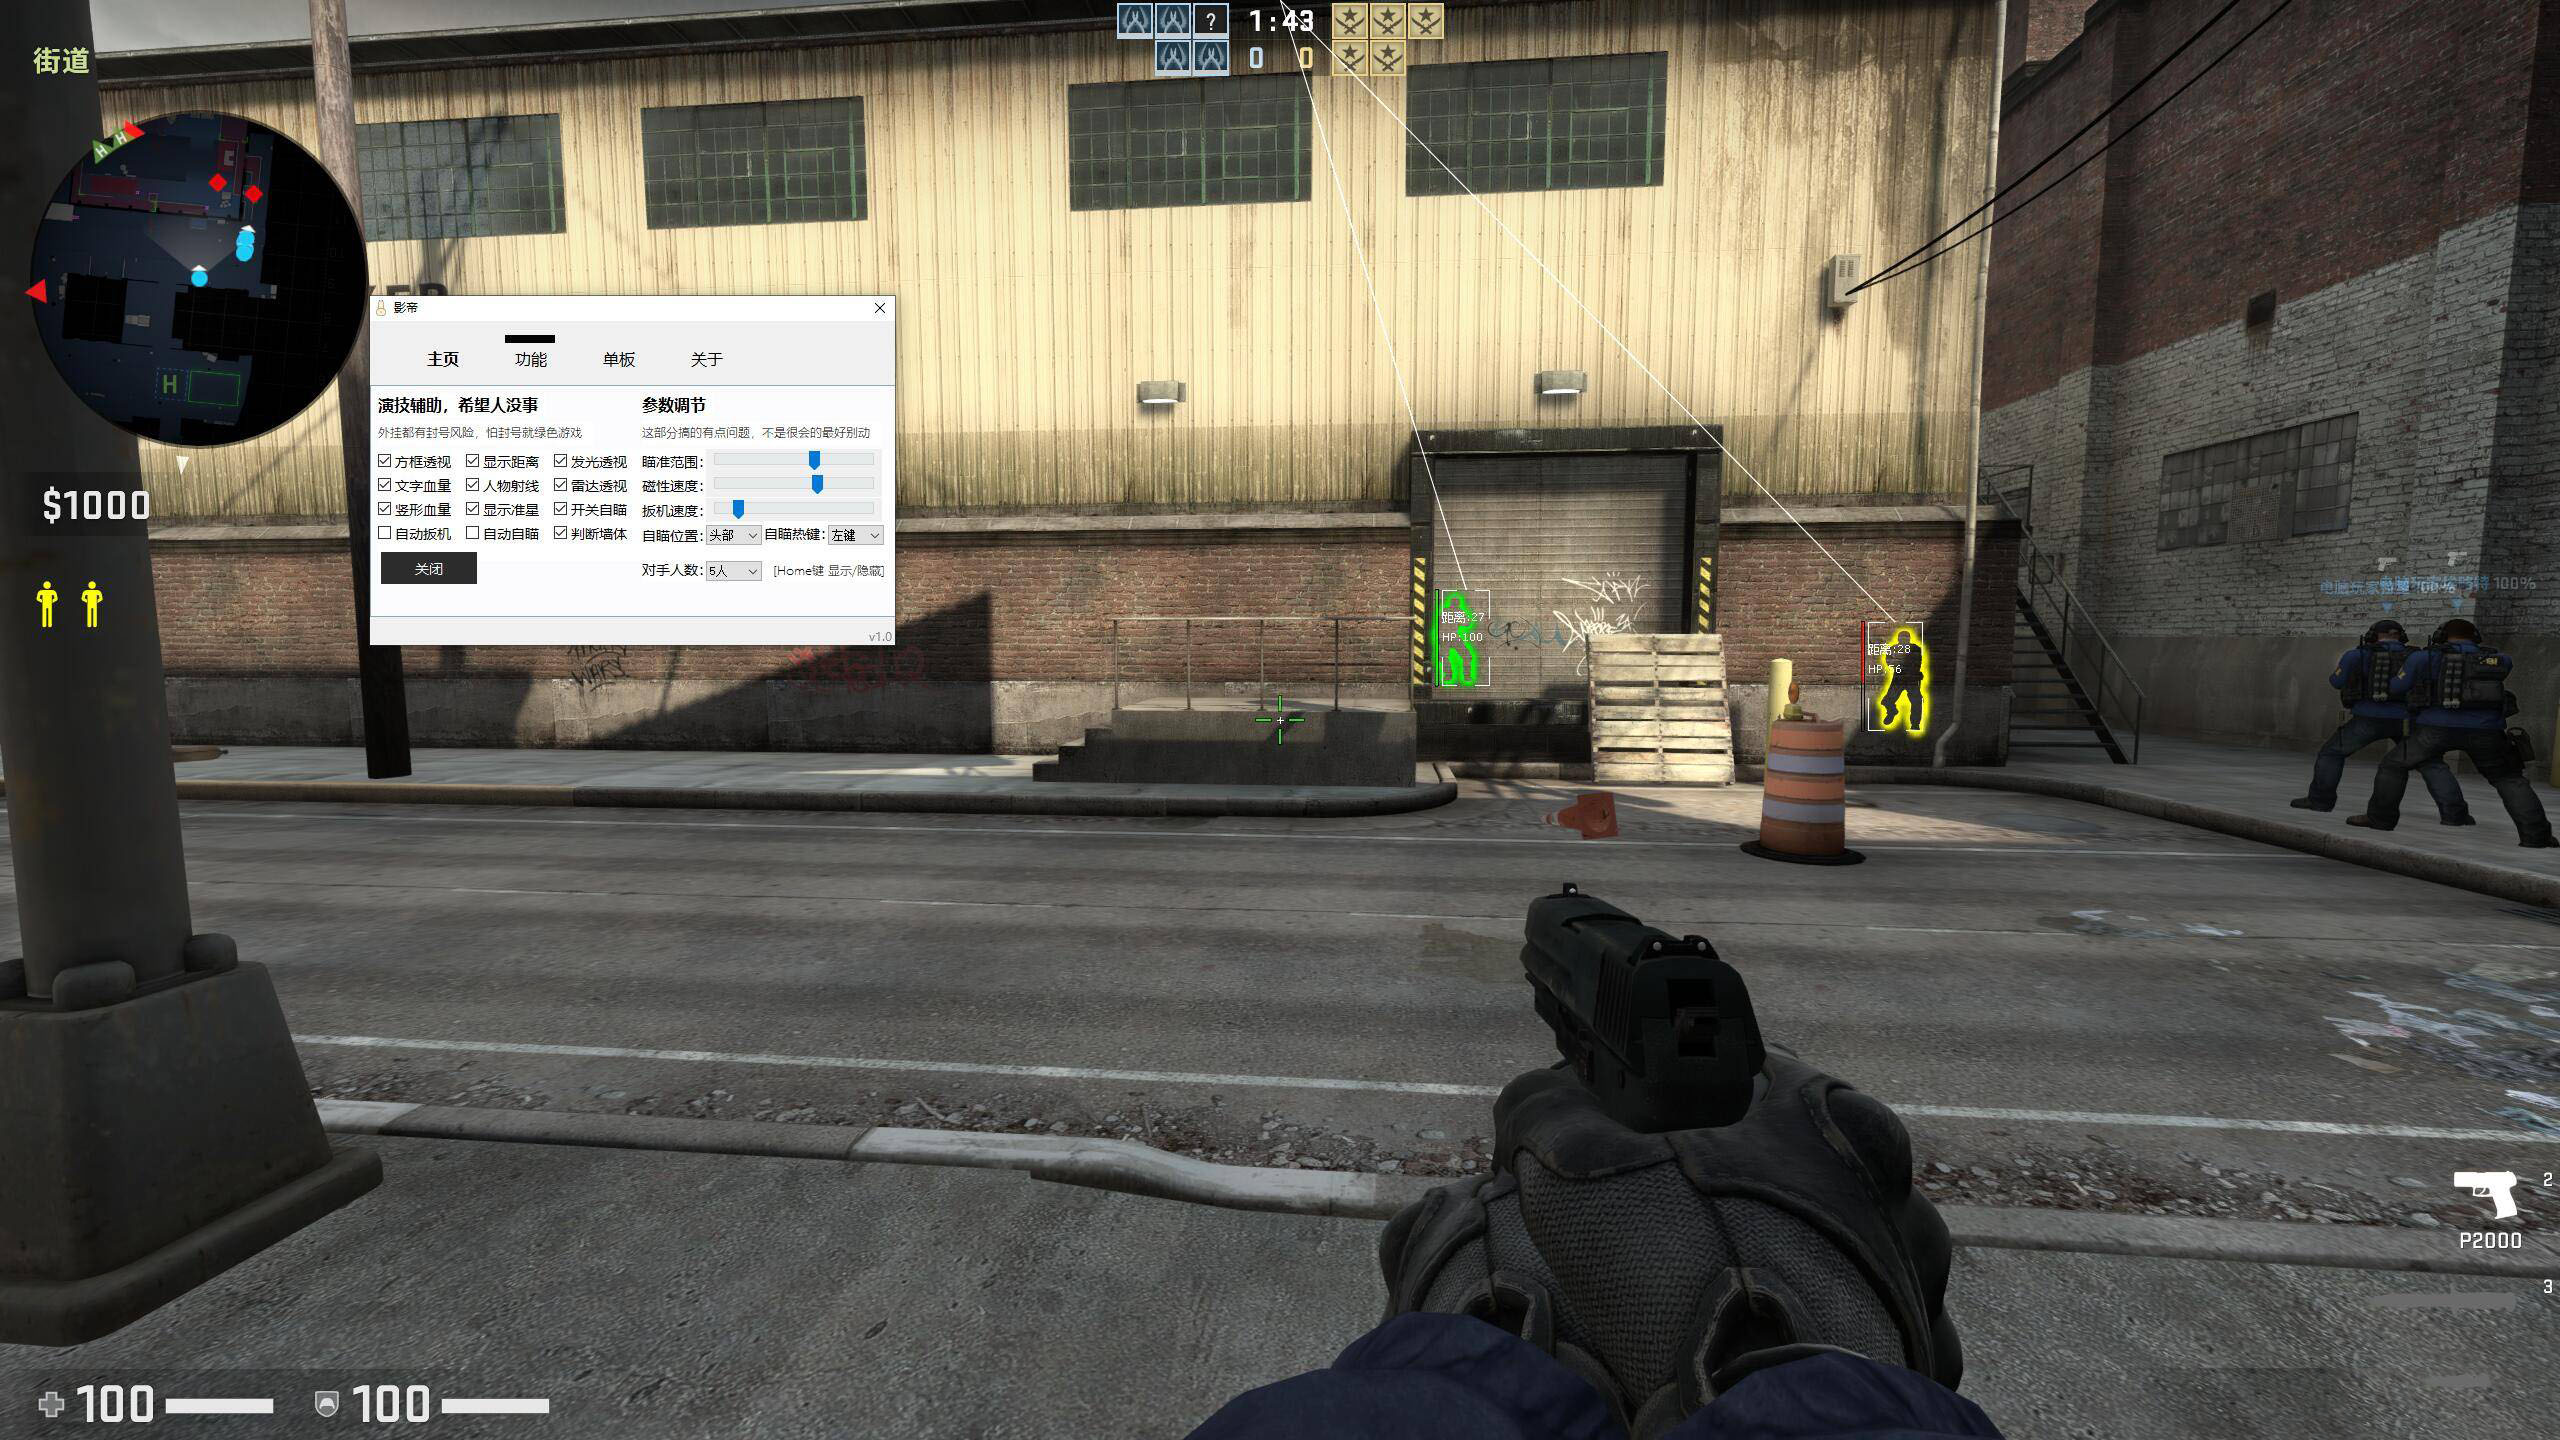 街道
? 1:43
0 0
$1000
影帝
主页 功能 单板 关于
演技辅助，希望人没事
外挂都有封号风险，怕封号就绿色游戏
方框透视 显示距离 发光透视
文字血量 人物射线 雷达透视
竖形血量 显示准星 开关自瞄
自动扳机 自动自瞄 判断墙体
关闭
参数调节
这部分搞的有点问题，不是很会的最好别动
瞄准范围：
磁性速度：
扳机速度：
自瞄位置：头部 自瞄热键：左键
对手人数：5人 [Home键 显示/隐藏]
v1.0
H H
H
距离:27
HP:100
距离:28
HP:56
电脑玩家
100%
2
P2000
3
100 100